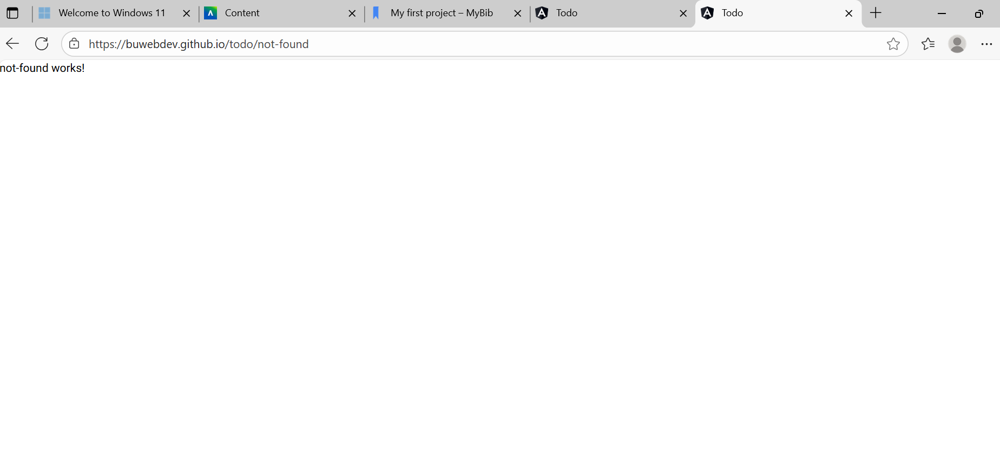 Welcome to Windows 11
Content
My first project – MyBib
Todo
Todo
https://buwebdev.github.io/todo/not-found
not-found works!